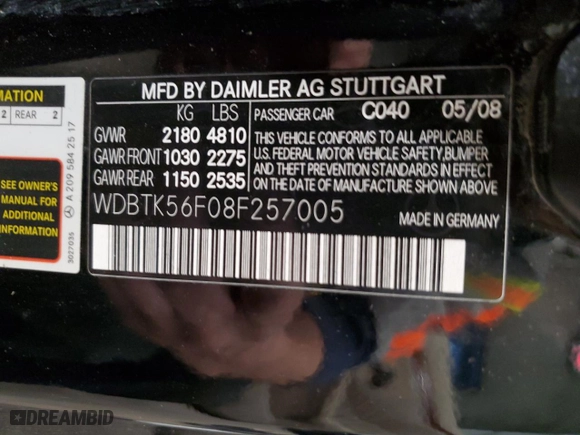 MFD BY DAIMLER AG STUTTGART
KG LBS
GVWR 2180 4810
GAWR FRONT 1030 2275
GAWR REAR 1150 2535
PASSENGER CAR C040 05/08
THIS VEHICLE CONFORMS TO ALL APPLICABLE
U.S. FEDERAL MOTOR VEHICLE SAFETY, BUMPER
AND THEFT PREVENTION STANDARDS IN EFFECT
ON THE DATE OF MANUFACTURE SHOWN ABOVE.
WDBTK56F08F257005
MADE IN GERMANY
MATION
2 REAR 2
SEE OWNER'S
MANUAL FOR
ADDITIONAL
INFORMATION
A 209 584 25 17
DREAMBID